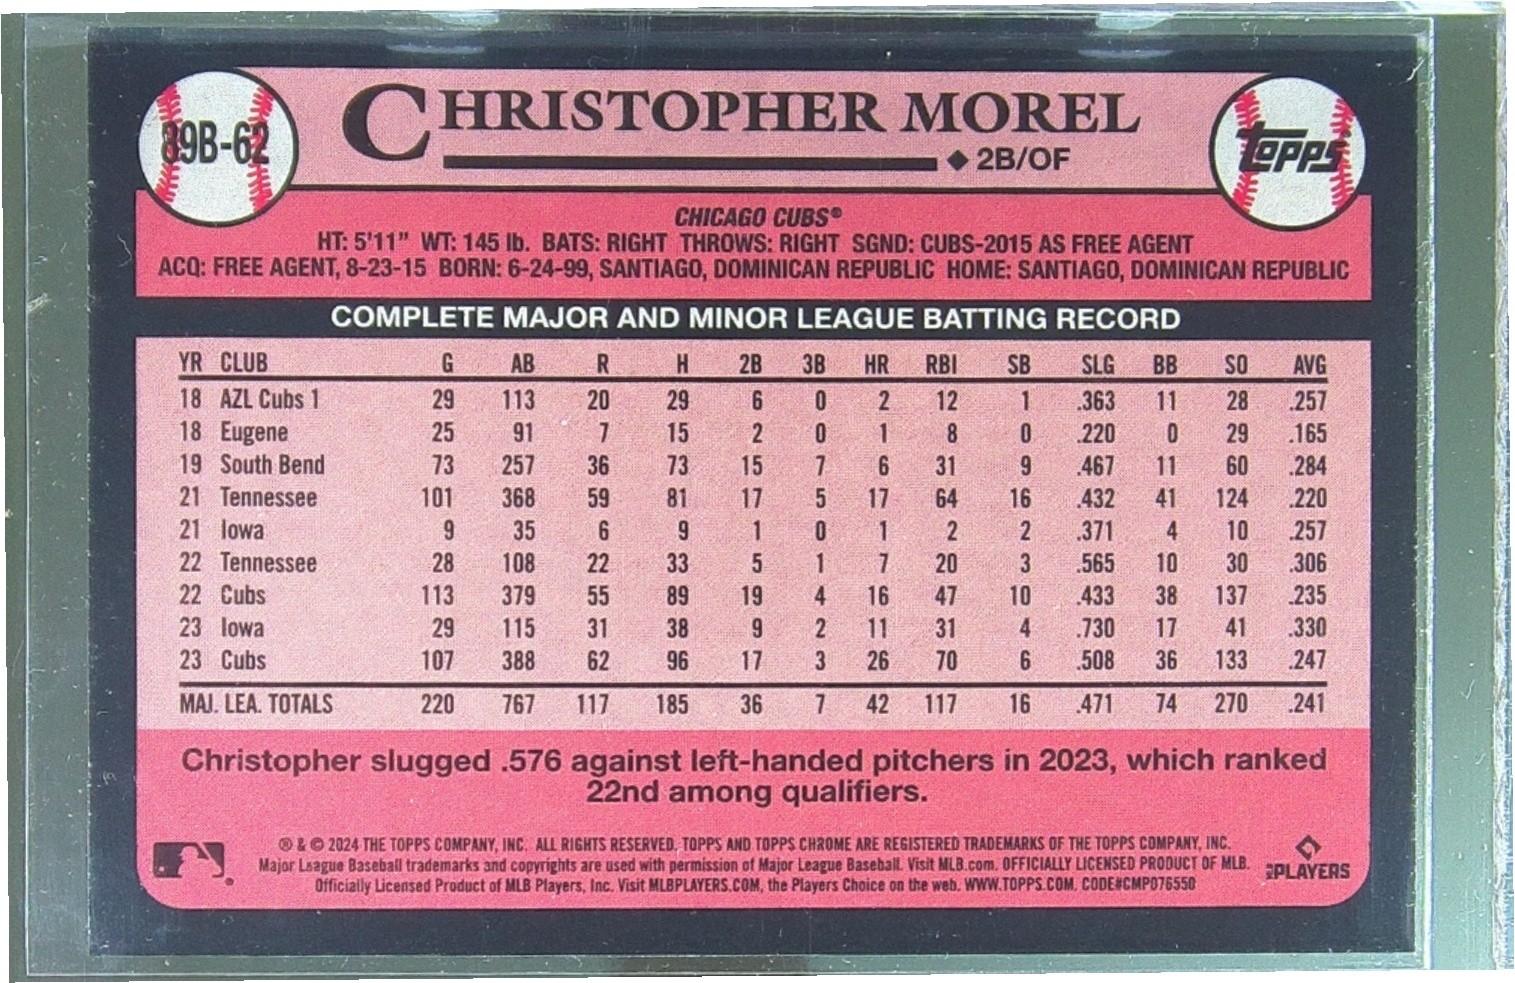 89B-62
CHRISTOPHER MOREL
◆ 2B/OF
TOPPS
CHICAGO CUBS®
HT: 5'11” WT: 145 lb. BATS: RIGHT THROWS: RIGHT SGND: CUBS-2015 AS FREE AGENT
ACQ: FREE AGENT, 8-23-15 BORN: 6-24-99, SANTIAGO, DOMINICAN REPUBLIC HOME: SANTIAGO, DOMINICAN REPUBLIC
COMPLETE MAJOR AND MINOR LEAGUE BATTING RECORD
YR CLUB G AB R H 2B 3B HR RBI SB SLG BB SO AVG
18 AZL Cubs 1 29 113 20 29 6 0 2 12 1 .363 11 28 .257
18 Eugene 25 91 7 15 2 0 1 8 0 .220 0 29 .165
19 South Bend 73 257 36 73 15 7 6 31 9 .467 11 60 .284
21 Tennessee 101 368 59 81 17 5 17 64 16 .432 41 124 .220
21 Iowa 9 35 6 9 1 0 1 2 2 .371 4 10 .257
22 Tennessee 28 108 22 33 5 1 7 20 3 .565 10 30 .306
22 Cubs 113 379 55 89 19 4 16 47 10 .433 38 137 .235
23 Iowa 29 115 31 38 9 2 11 31 4 .730 17 41 .330
23 Cubs 107 388 62 96 17 3 26 70 6 .508 36 133 .247
MAJ. LEA. TOTALS 220 767 117 185 36 7 42 117 16 .471 74 270 .241
Christopher slugged .576 against left-handed pitchers in 2023, which ranked
22nd among qualifiers.
® & © 2024 THE TOPPS COMPANY, INC. ALL RIGHTS RESERVED. TOPPS AND TOPPS CHROME ARE REGISTERED TRADEMARKS OF THE TOPPS COMPANY, INC.
Major League Baseball trademarks and copyrights are used with permission of Major League Baseball. Visit MLB.com. OFFICIALLY LICENSED PRODUCT OF MLB
Officially Licensed Product of MLB Players, Inc. Visit MLBPLAYERS.COM, the Players Choice on the web. WWW.TOPPS.COM. CODE#CMP076550
MLB PLAYERS